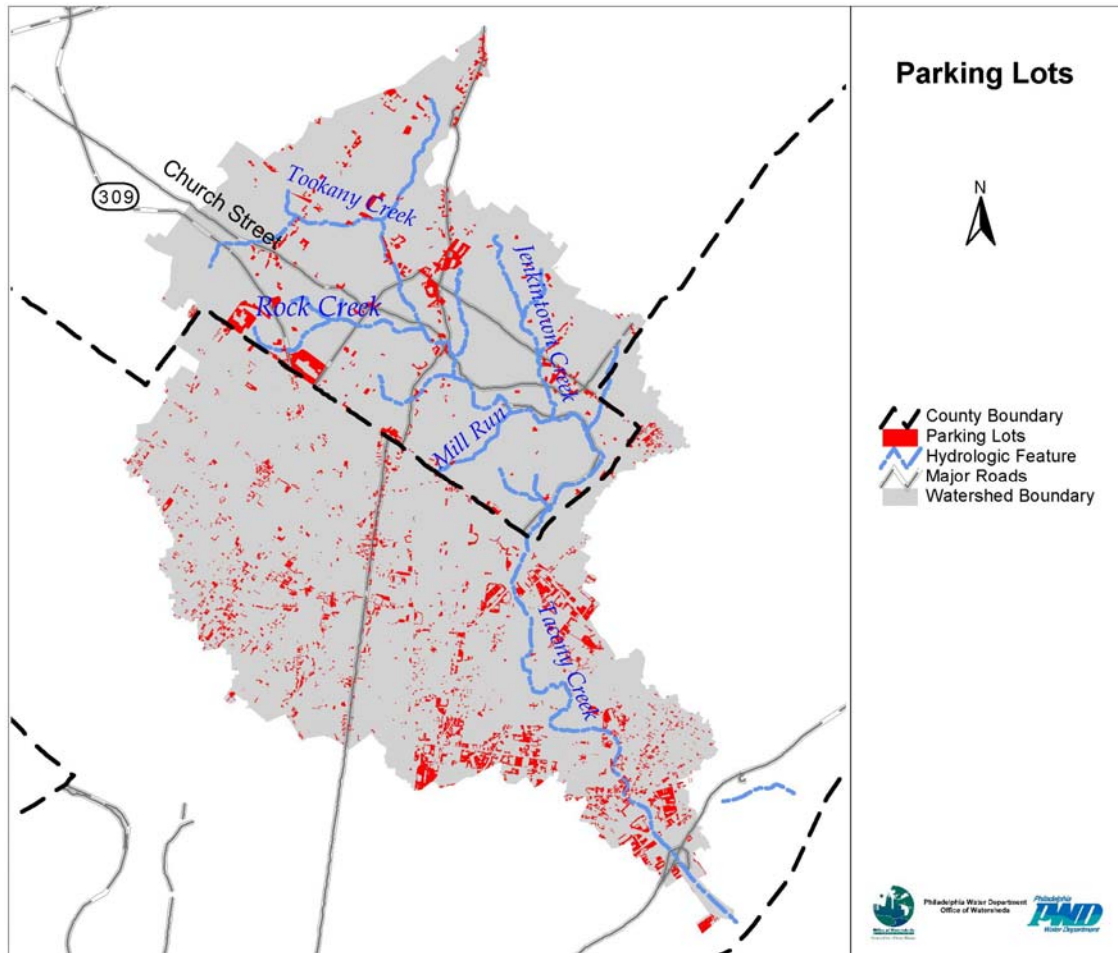 Parking Lots
N
309
Church Street
Tookany Creek
Rock Creek
Jenkintown Creek
Mill Run
Tacony Creek
County Boundary
Parking Lots
Hydrologic Feature
Major Roads
Watershed Boundary
Philadelphia Water Department
Office of Watersheds
Philadelphia
PWD
Water Department